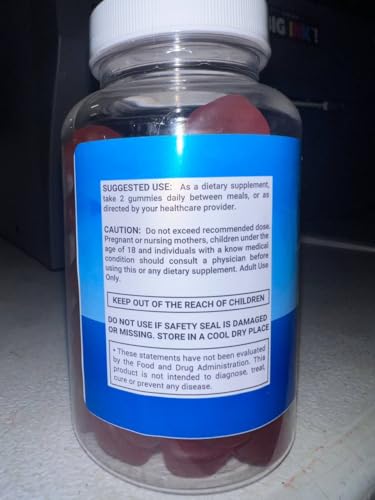 BIG INK!
SUGGESTED USE: As a dietary supplement,
take 2 gummies daily between meals, or as
directed by your healthcare provider.
CAUTION: Do not exceed recommended dose.
Pregnant or nursing mothers, children under the
age of 18 and individuals with a know medical
condition should consult a physician before
using this or any dietary supplement. Adult Use
Only.
KEEP OUT OF THE REACH OF CHILDREN
DO NOT USE IF SAFETY SEAL IS DAMAGED
OR MISSING. STORE IN A COOL DRY PLACE
* These statements have not been evaluated
by the Food and Drug Administration. This
product is not intended to diagnose, treat,
cure or prevent any disease.